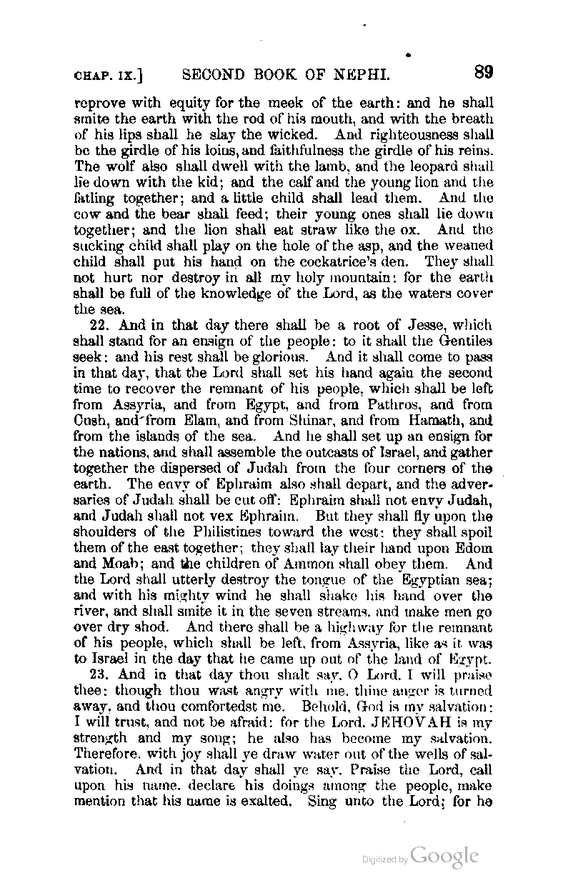 CHAP. IX.] SECOND BOOK OF NEPHI. 89
reprove with equity for the meek of the earth: and he shall
smite the earth with the rod of his mouth, and with the breath
of his lips shall he slay the wicked. And righteousness shall
be the girdle of his loins, and faithfulness the girdle of his reins.
The wolf also shall dwell with the lamb, and the leopard shall
lie down with the kid; and the calf and the young lion and the
fatling together; and a little child shall lead them. And the
cow and the bear shall feed; their young ones shall lie down
together; and the lion shall eat straw like the ox. And the
sucking child shall play on the hole of the asp, and the weaned
child shall put his hand on the cockatrice's den. They shall
not hurt nor destroy in all my holy mountain: for the earth
shall be full of the knowledge of the Lord, as the waters cover
the sea.
22. And in that day there shall be a root of Jesse, which
shall stand for an ensign of the people: to it shall the Gentiles
seek: and his rest shall be glorious. And it shall come to pass
in that day, that the Lord shall set his hand again the second
time to recover the remnant of his people, which shall be left
from Assyria, and from Egypt, and from Pathros, and from
Cush, and from Elam, and from Shinar, and from Hamath, and
from the islands of the sea. And he shall set up an ensign for
the nations, and shall assemble the outcasts of Israel, and gather
together the dispersed of Judah from the four corners of the
earth. The envy of Ephraim also shall depart, and the adver-
saries of Judah shall be cut off: Ephraim shall not envy Judah,
and Judah shall not vex Ephraim. But they shall fly upon the
shoulders of the Philistines toward the west: they shall spoil
them of the east together; they shall lay their hand upon Edom
and Moab; and the children of Ammon shall obey them. And
the Lord shall utterly destroy the tongue of the Egyptian sea;
and with his mighty wind he shall shake his hand over the
river, and shall smite it in the seven streams, and make men go
over dry shod. And there shall be a highway for the remnant
of his people, which shall be left, from Assyria, like as it was
to Israel in the day that he came up out of the land of Egypt.
23. And in that day thou shalt say, O Lord, I will praise
thee: though thou wast angry with me, thine anger is turned
away, and thou comfortedst me. Behold, God is my salvation:
I will trust, and not be afraid: for the Lord, JEHOVAH is my
strength and my song; he also has become my salvation.
Therefore, with joy shall ye draw water out of the wells of sal-
vation. And in that day shall ye say, Praise the Lord, call
upon his name, declare his doings among the people, make
mention that his name is exalted. Sing unto the Lord; for he
Digitized by Google